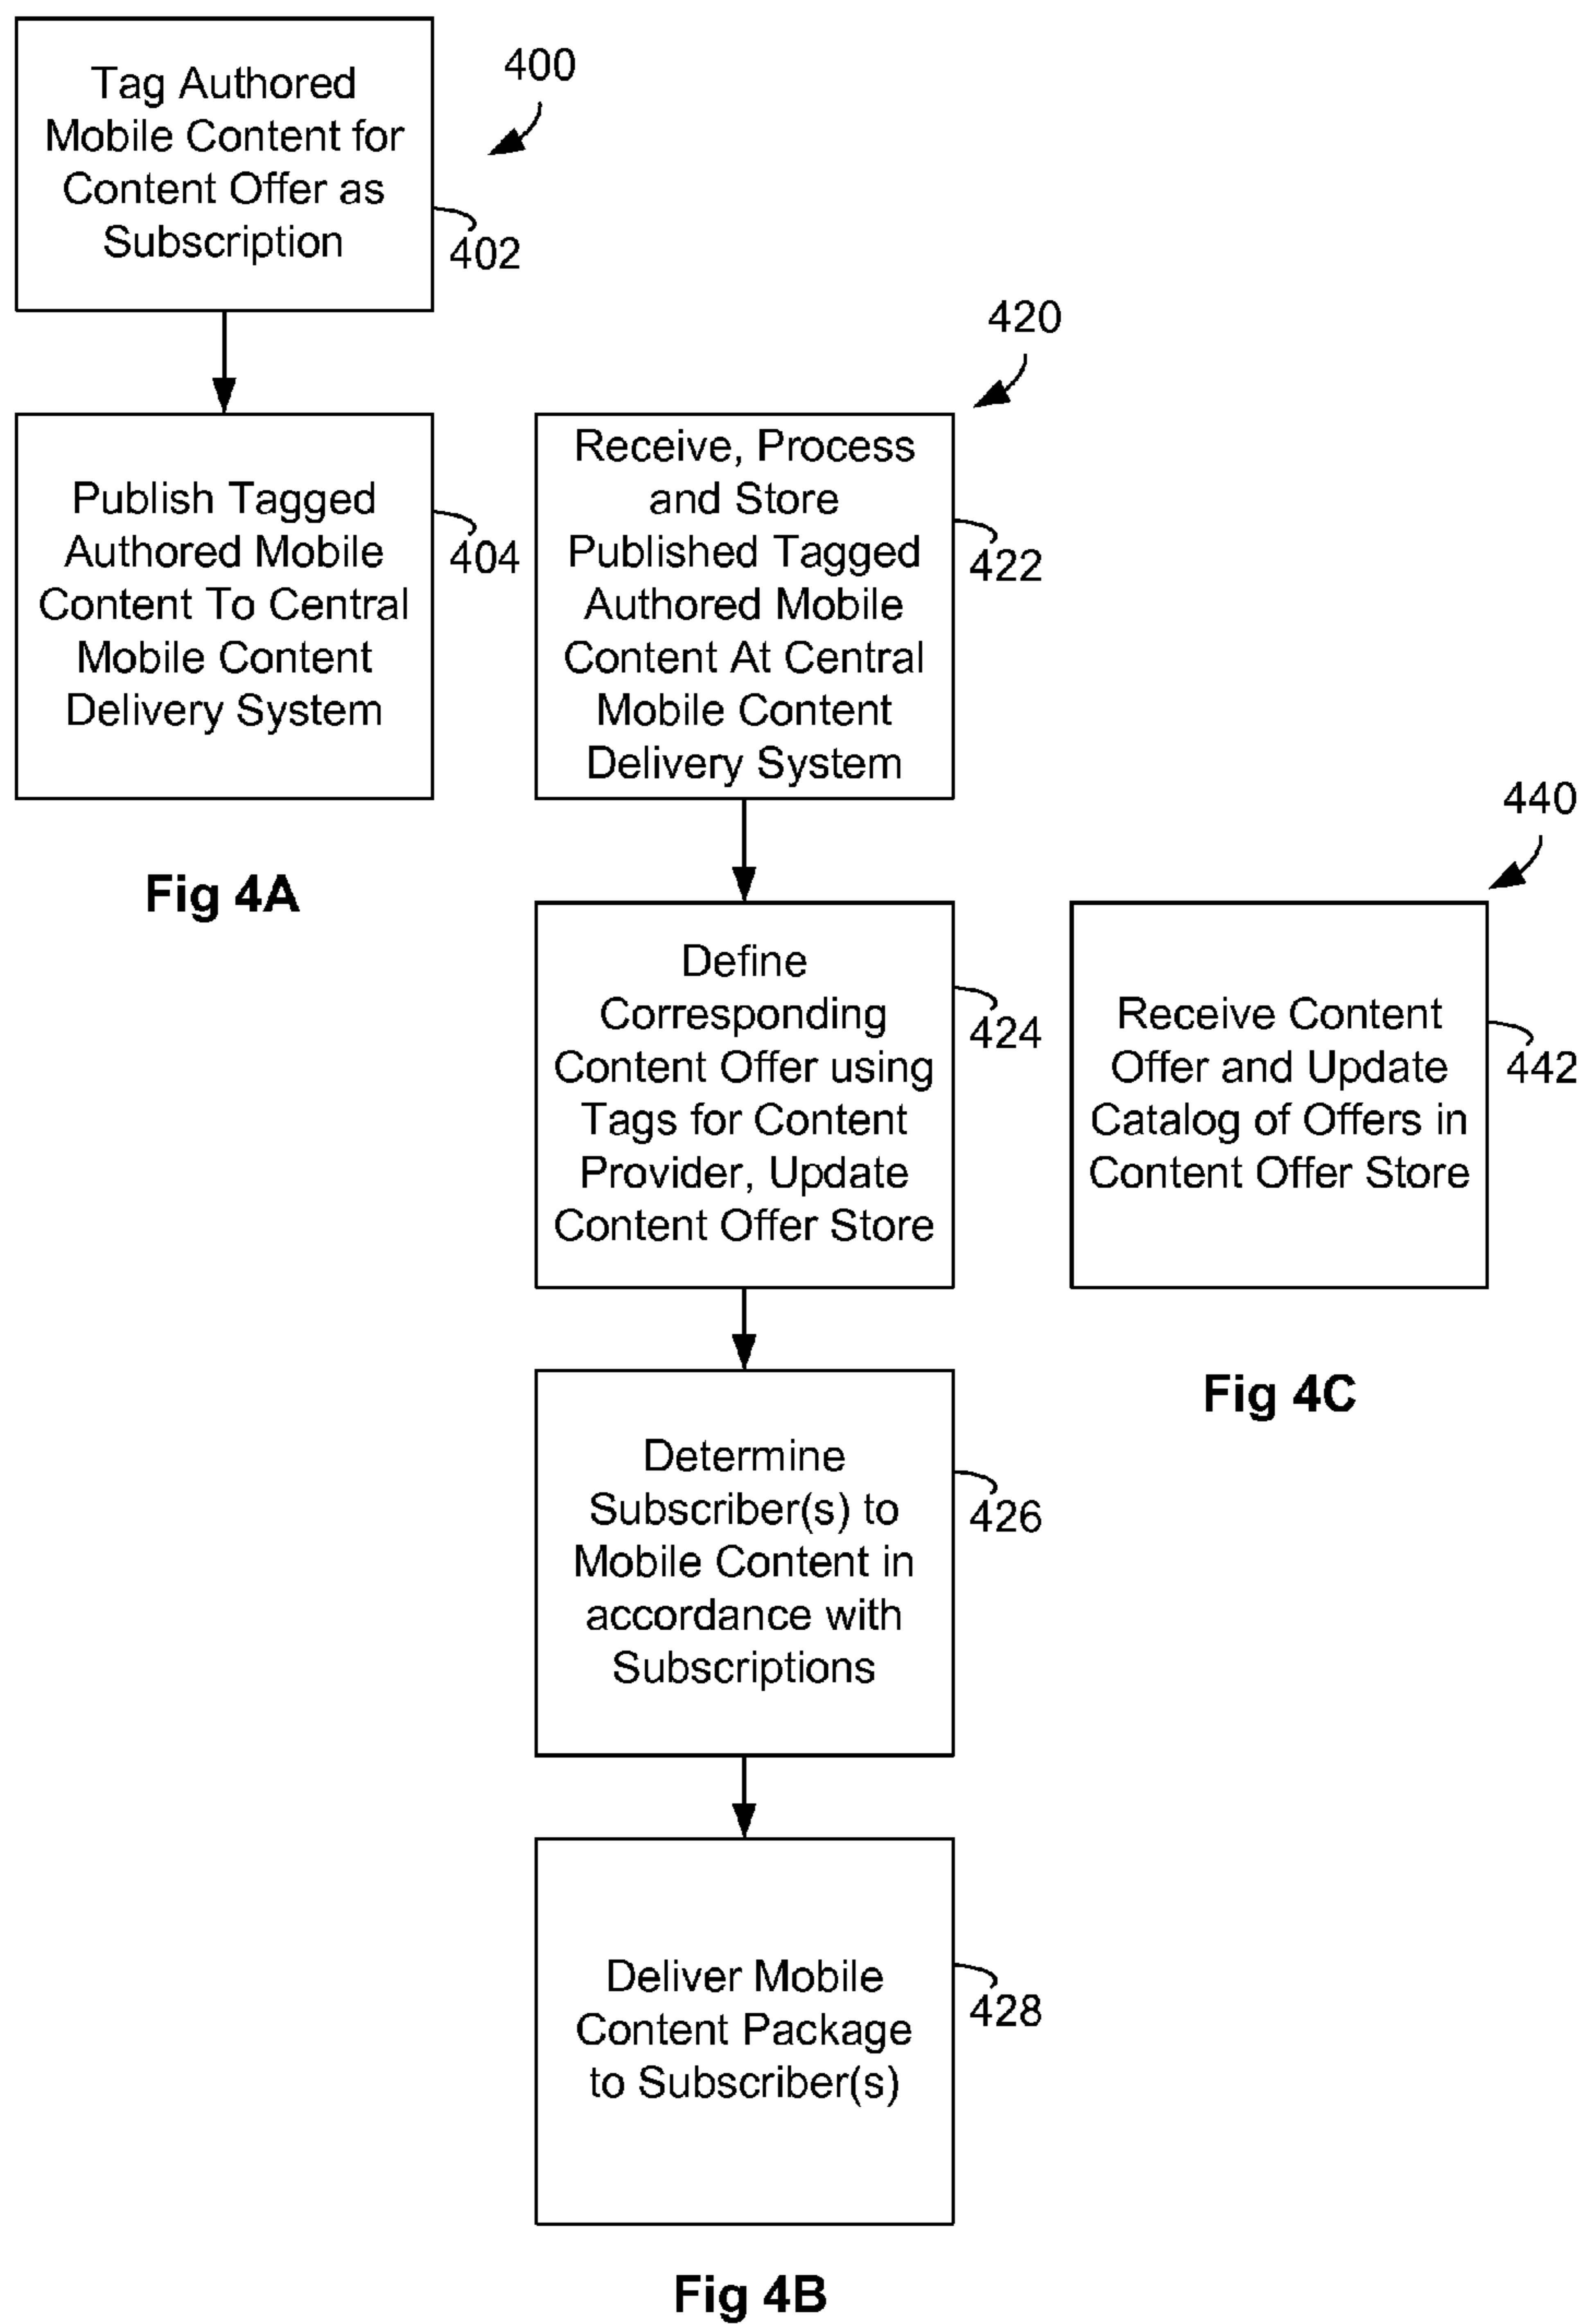 Tag Authored
Mobile Content for
Content Offer as
Subscription
400
402
Publish Tagged
Authored Mobile
Content To Central
Mobile Content
Delivery System
404
Fig 4A
420
Receive, Process
and Store
Published Tagged
Authored Mobile
Content At Central
Mobile Content
Delivery System
422
Define
Corresponding
Content Offer using
Tags for Content
Provider, Update
Content Offer Store
424
Determine
Subscriber(s) to
Mobile Content in
accordance with
Subscriptions
426
Deliver Mobile
Content Package
to Subscriber(s)
428
Fig 4B
440
Receive Content
Offer and Update
Catalog of Offers in
Content Offer Store
442
Fig 4C